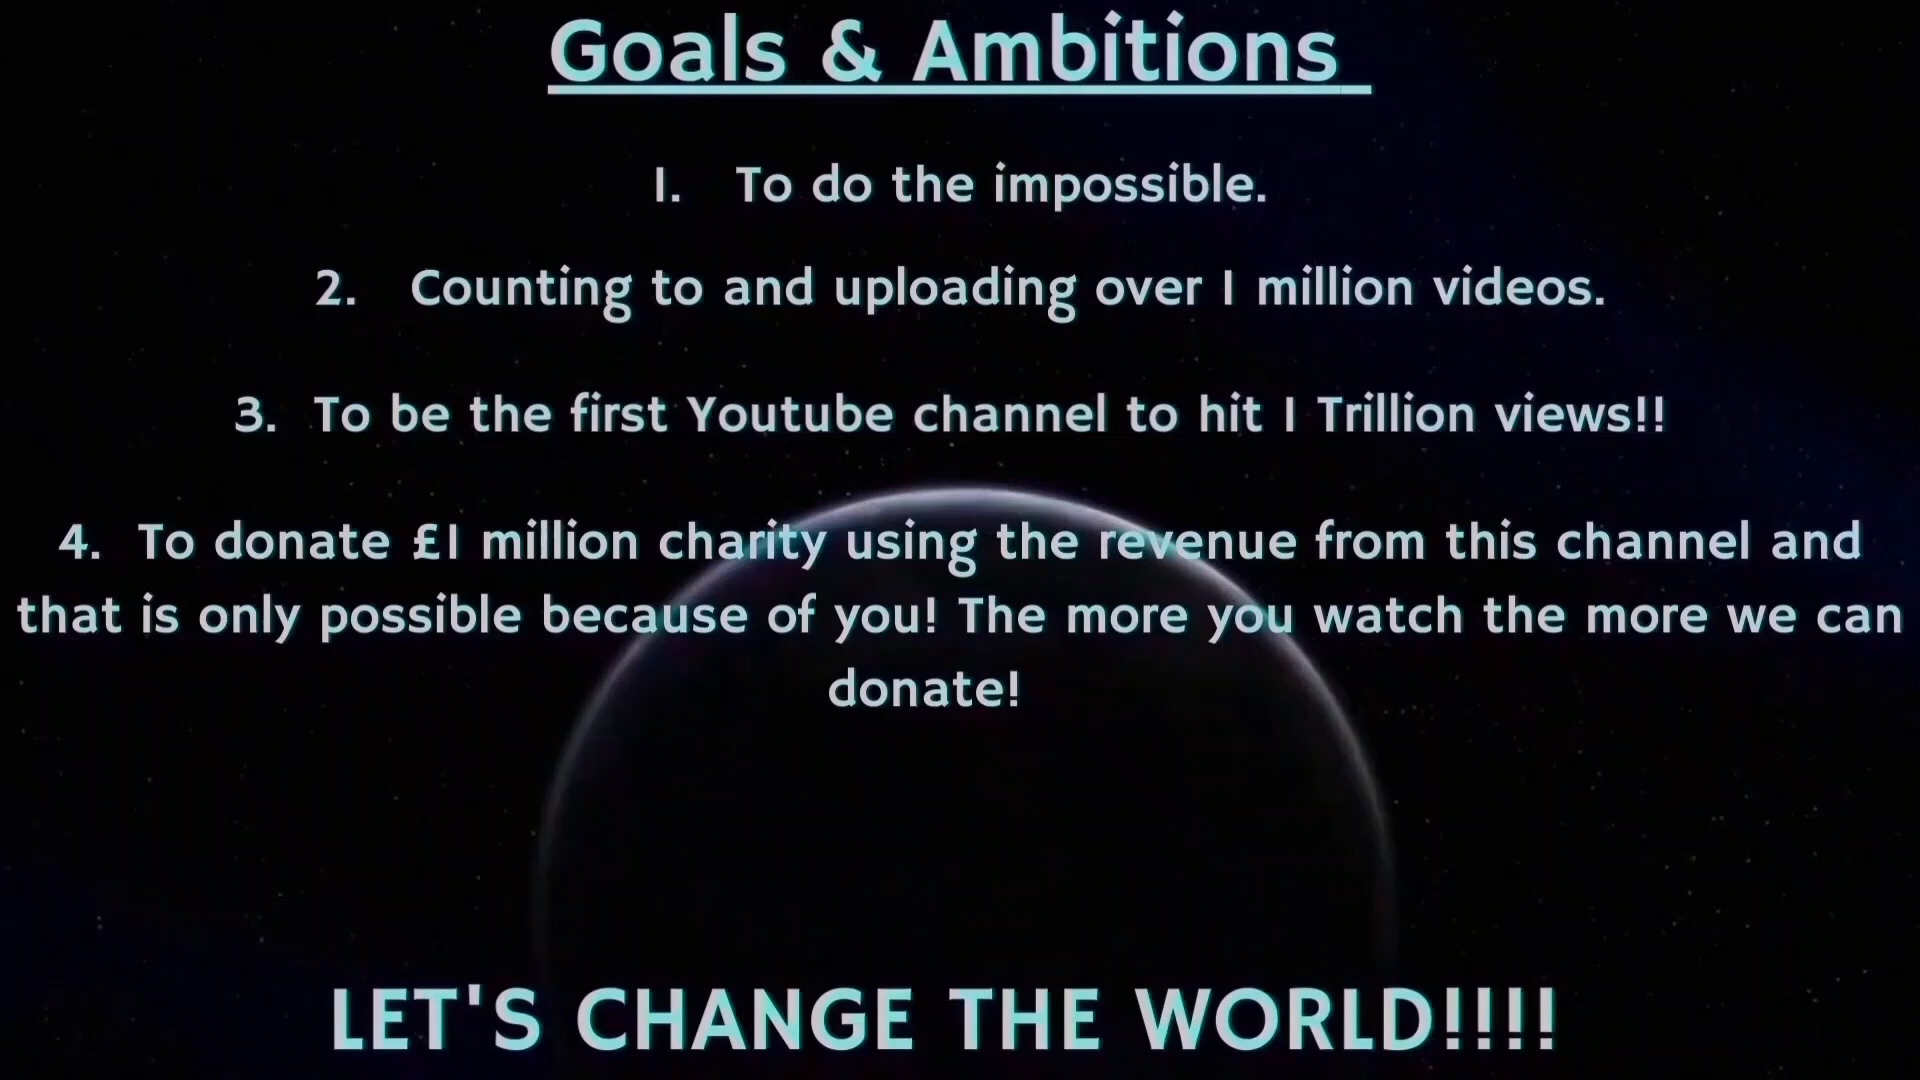 Goals & Ambitions
1. To do the impossible.
2. Counting to and uploading over 1 million videos.
3. To be the first Youtube channel to hit 1 Trillion views!!
4. To donate £1 million charity using the revenue from this channel and
that is only possible because of you! The more you watch the more we can
donate!
LET'S CHANGE THE WORLD!!!!